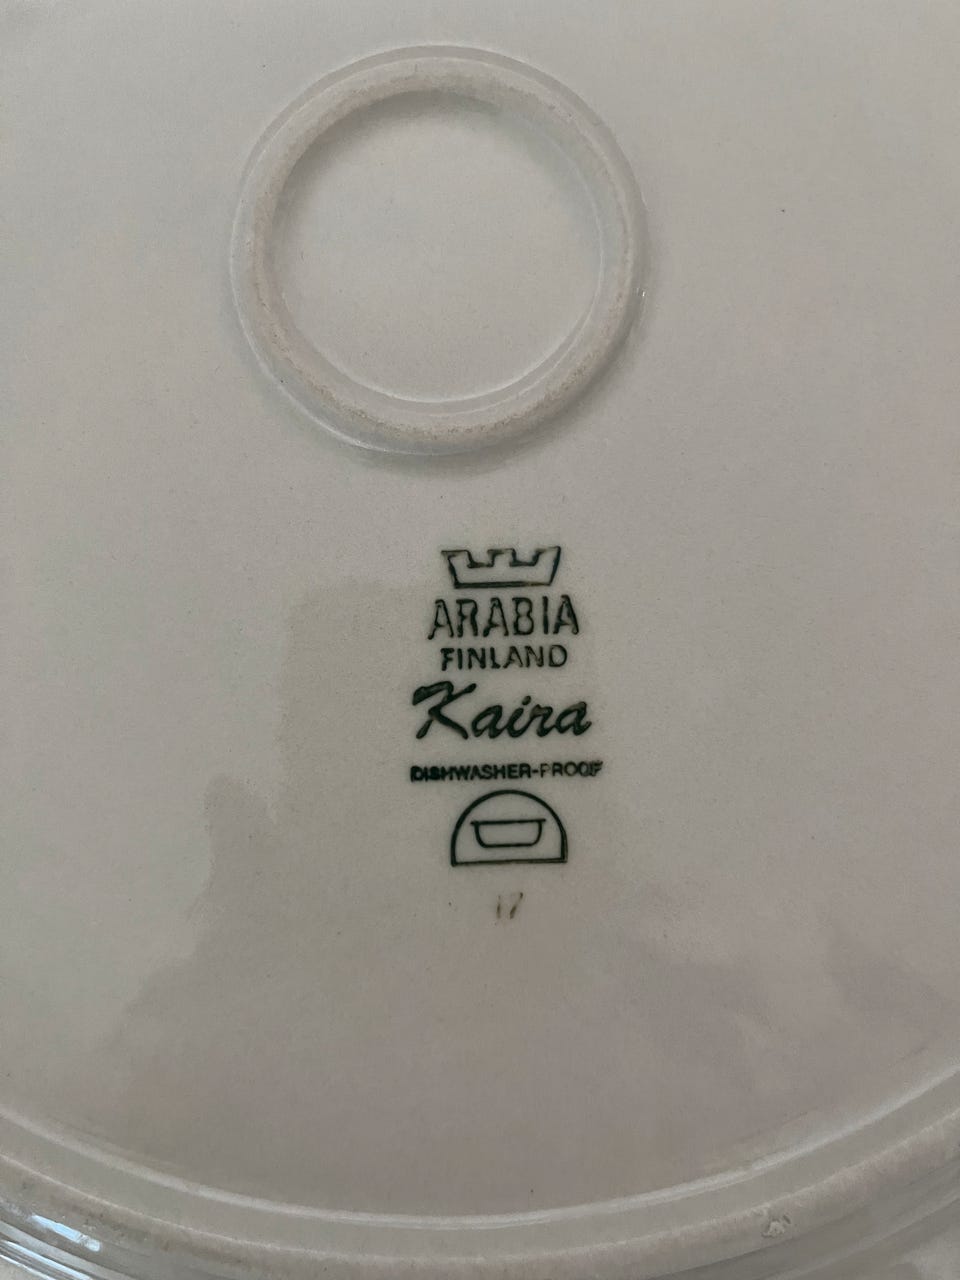 ARABIA
FINLAND
Kaira
DISHWASHER-PROOF
17